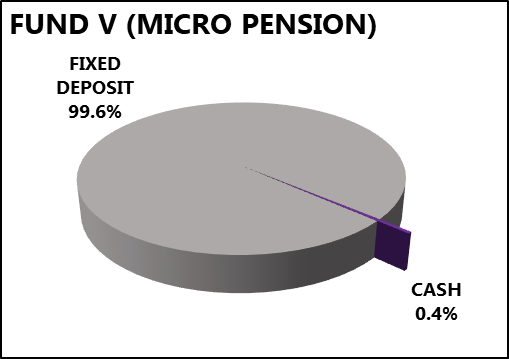 FUND V (MICRO PENSION)
FIXED
DEPOSIT
99.6%
CASH
0.4%